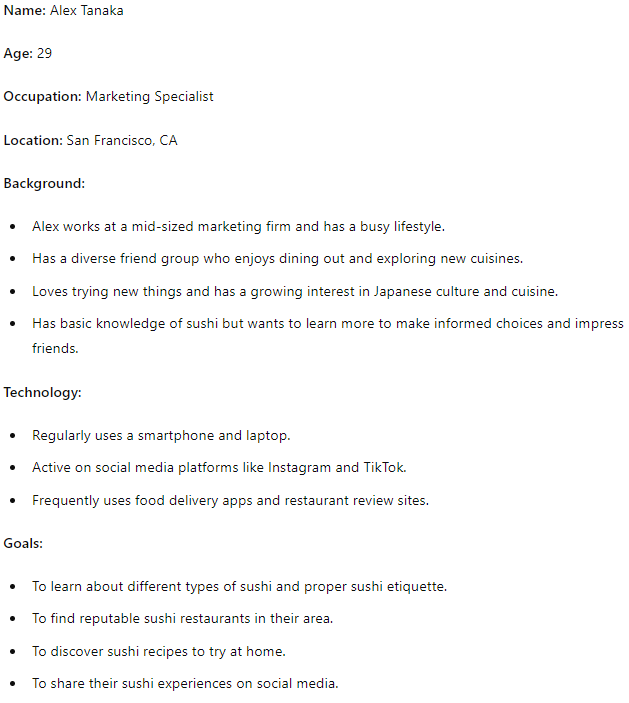 Name: Alex Tanaka
Age: 29
Occupation: Marketing Specialist
Location: San Francisco, CA
Background:
• Alex works at a mid-sized marketing firm and has a busy lifestyle.
• Has a diverse friend group who enjoys dining out and exploring new cuisines.
• Loves trying new things and has a growing interest in Japanese culture and cuisine.
• Has basic knowledge of sushi but wants to learn more to make informed choices and impress
friends.
Technology:
• Regularly uses a smartphone and laptop.
• Active on social media platforms like Instagram and TikTok.
• Frequently uses food delivery apps and restaurant review sites.
Goals:
• To learn about different types of sushi and proper sushi etiquette.
• To find reputable sushi restaurants in their area.
• To discover sushi recipes to try at home.
• To share their sushi experiences on social media.